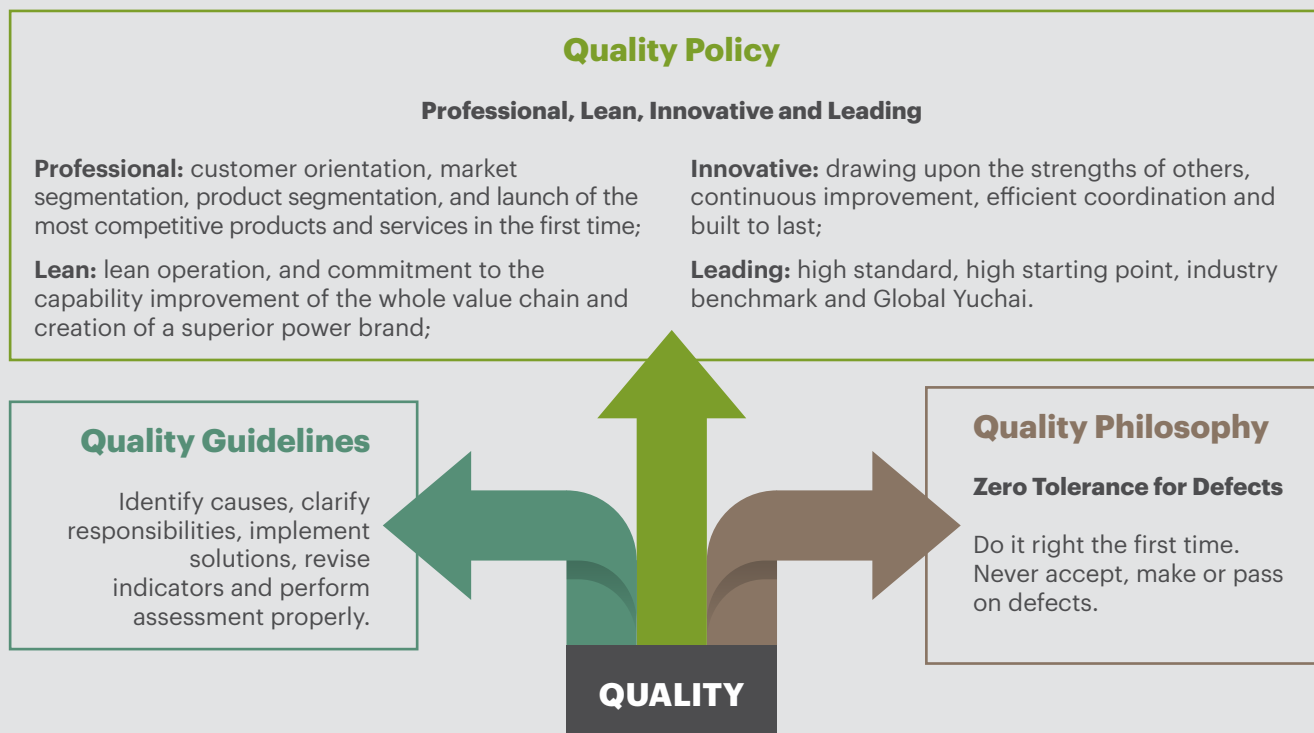 Quality Policy
Professional, Lean, Innovative and Leading
Professional: customer orientation, market
segmentation, product segmentation, and launch of the
most competitive products and services in the first time;
Lean: lean operation, and commitment to the
capability improvement of the whole value chain and
creation of a superior power brand;
Innovative: drawing upon the strengths of others,
continuous improvement, efficient coordination and
built to last;
Leading: high standard, high starting point, industry
benchmark and Global Yuchai.
Quality Guidelines
Identify causes, clarify
responsibilities, implement
solutions, revise
indicators and perform
assessment properly.
Quality Philosophy
Zero Tolerance for Defects
Do it right the first time.
Never accept, make or pass
on defects.
QUALITY